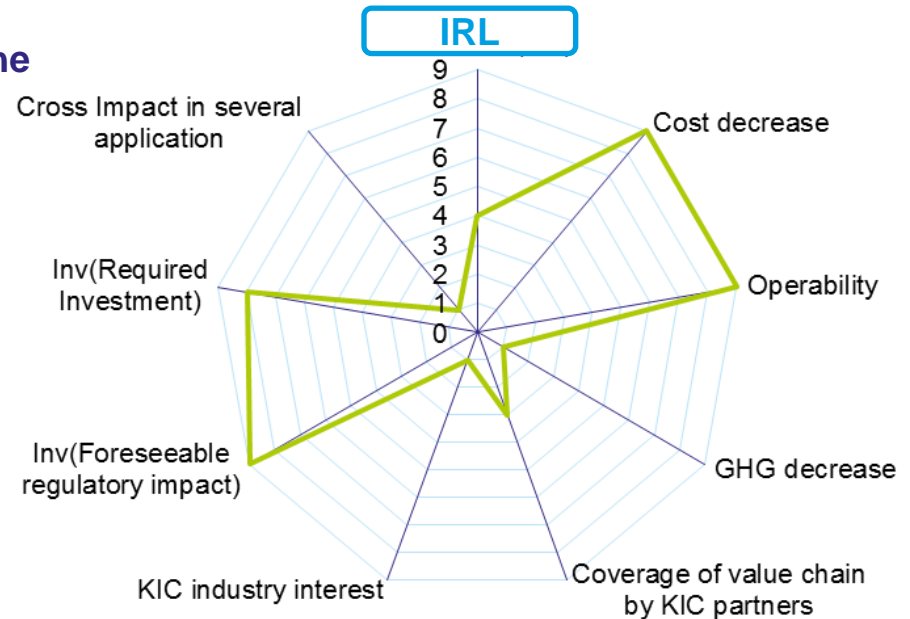 IRL
ne
9
8
7
6
5
4
3
2
1
0
Cost decrease
Operability
GHG decrease
Coverage of value chain
by KIC partners
KIC industry interest
Inv(Foreseeable
regulatory impact)
Inv(Required
Investment)
Cross Impact in several
application